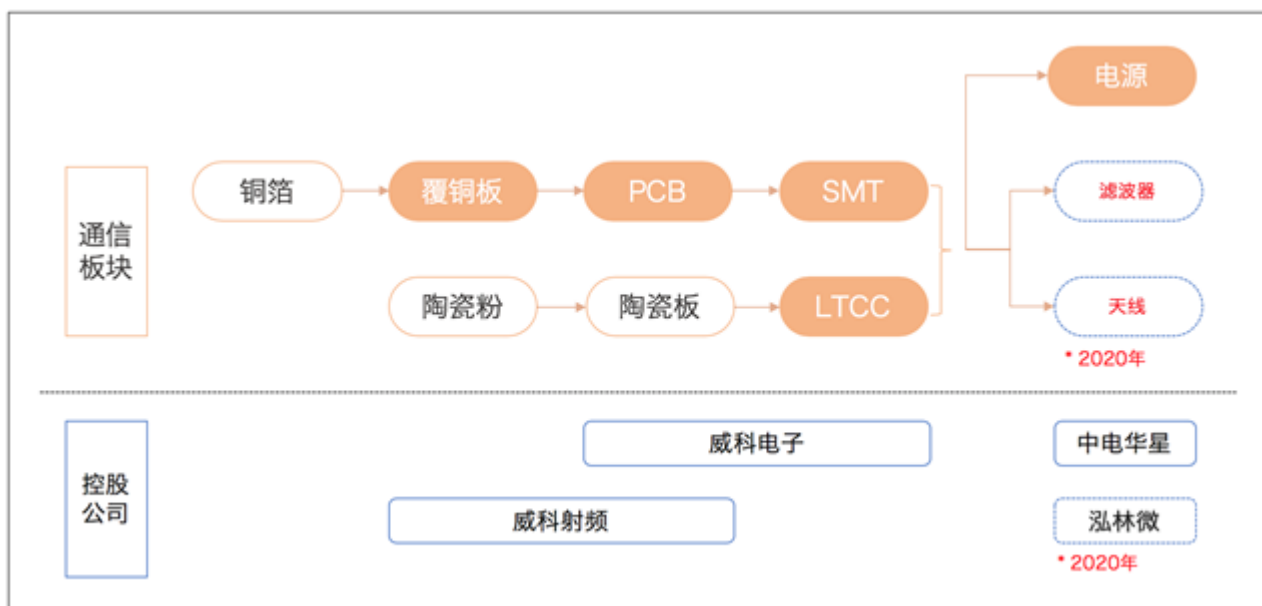 电源
通信
板块
铜箔
覆铜板
PCB
SMT
滤波器
陶瓷粉
陶瓷板
LTCC
天线
* 2020年
控股
公司
威科电子
中电华星
威科射频
泓林微
* 2020年